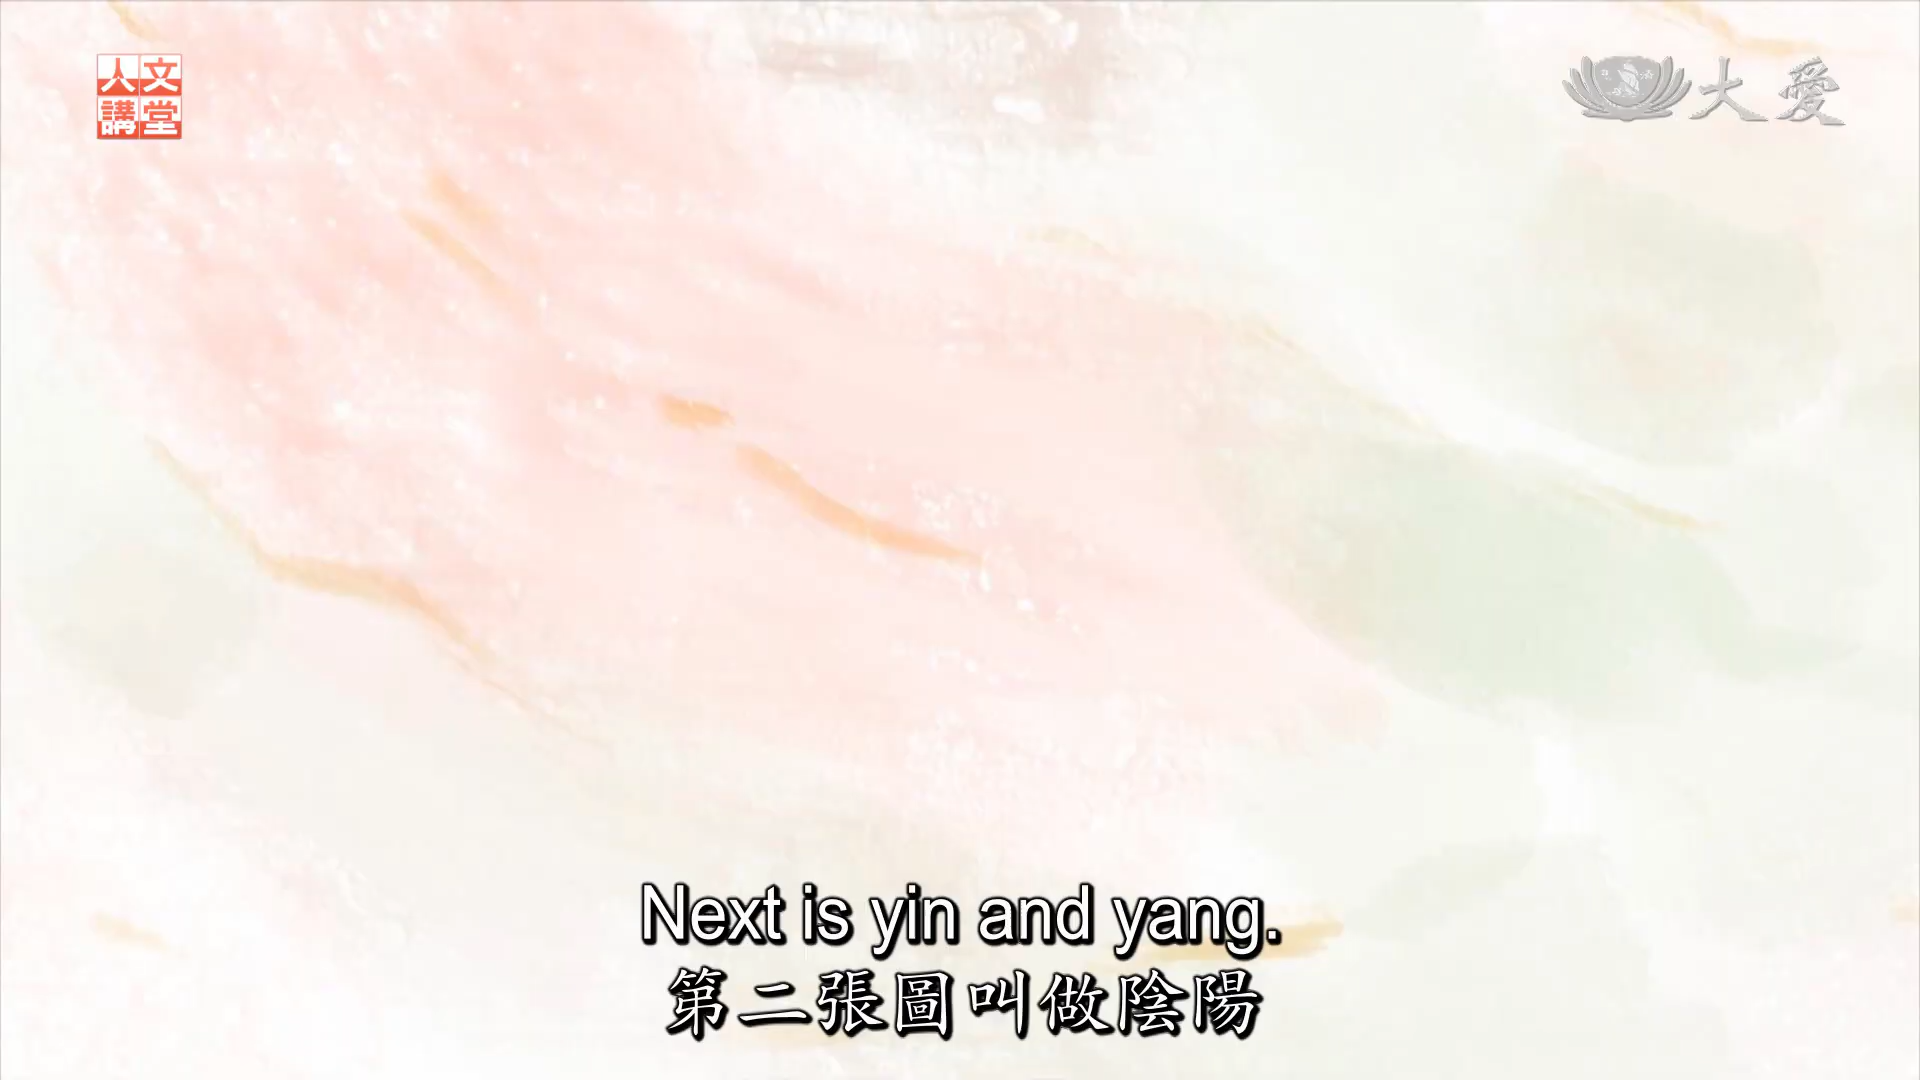 人文
講堂
大愛
Next is yin and yang.
第二張圖叫做陰陽